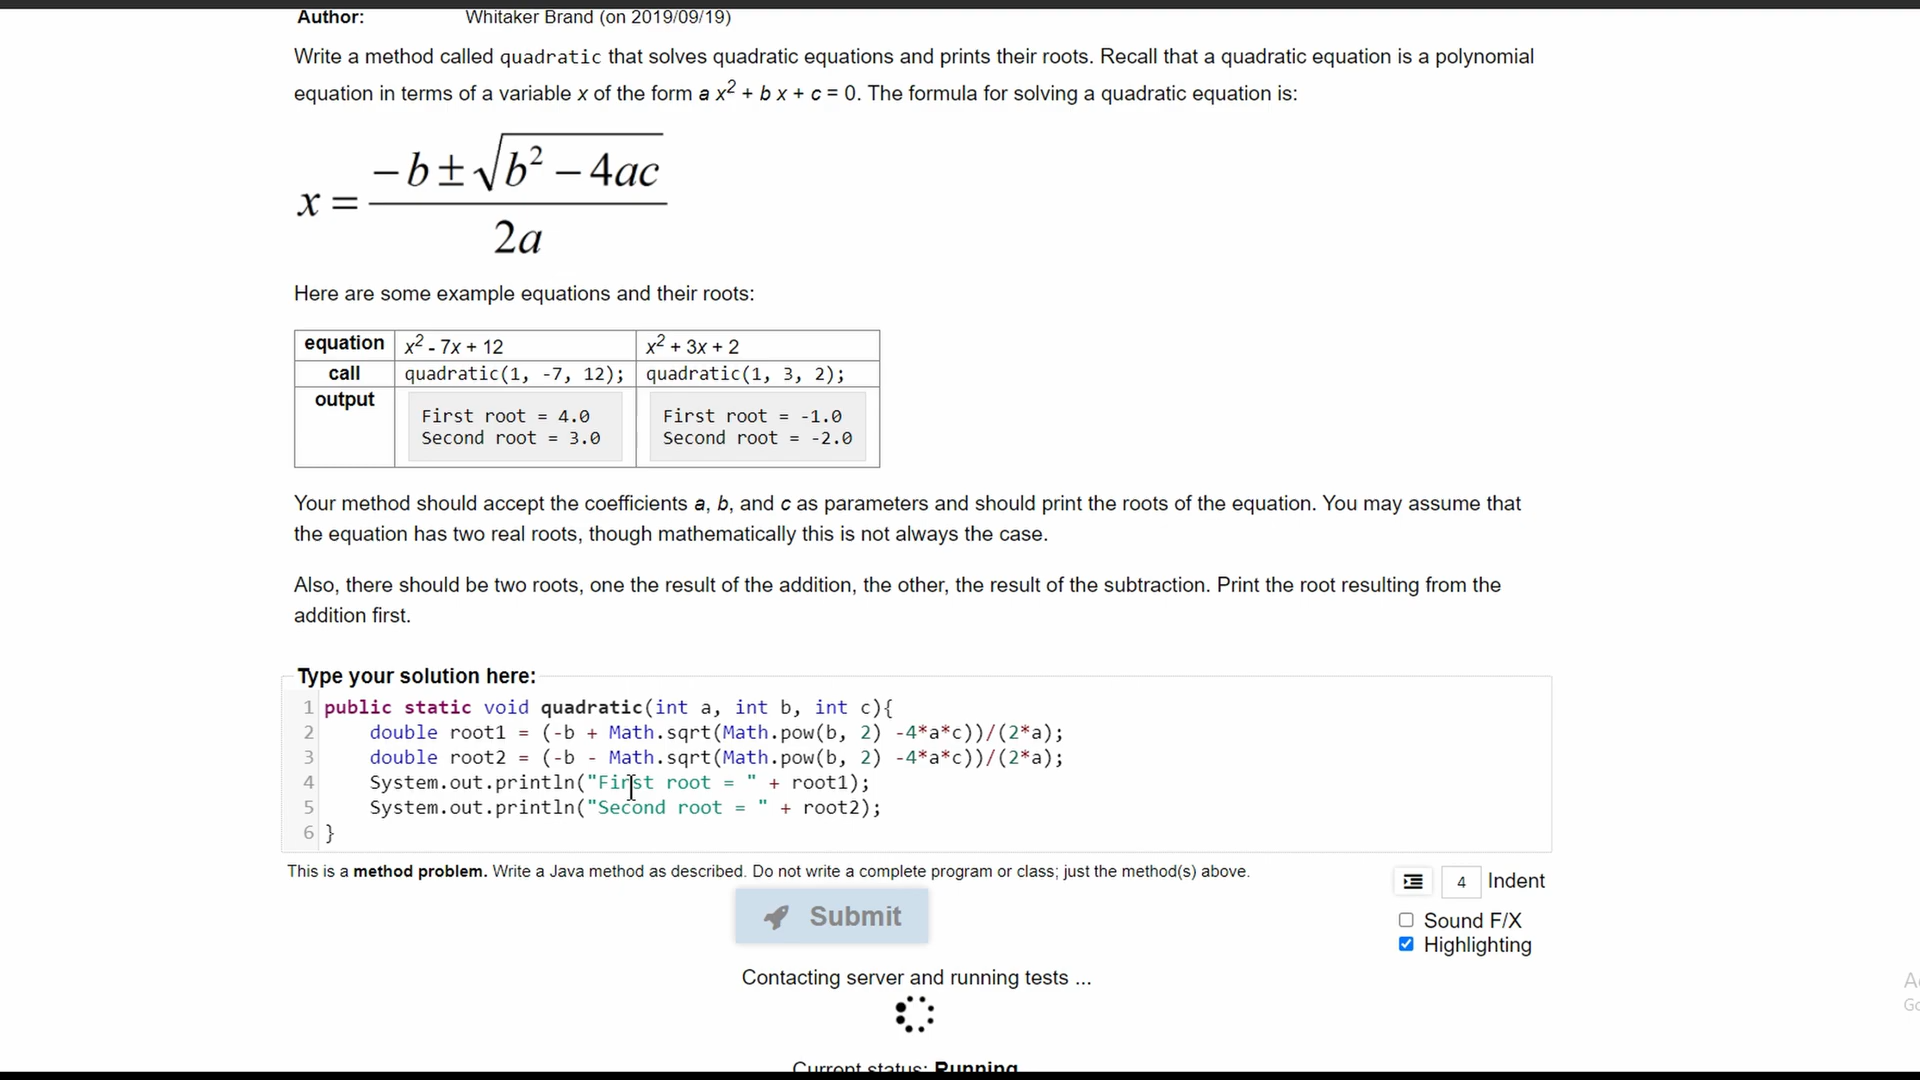 Author: Whitaker Brand (on 2019/09/19)
Write a method called quadratic that solves quadratic equations and prints their roots. Recall that a quadratic equation is a polynomial
equation in terms of a variable x of the form a x² + b x + c = 0. The formula for solving a quadratic equation is:
x = (−b ± √(b² − 4ac)) / 2a
Here are some example equations and their roots:
equation x² - 7x + 12 x² + 3x + 2
call quadratic(1, -7, 12); quadratic(1, 3, 2);
output First root = 4.0 First root = -1.0
Second root = 3.0 Second root = -2.0
Your method should accept the coefficients a, b, and c as parameters and should print the roots of the equation. You may assume that
the equation has two real roots, though mathematically this is not always the case.
Also, there should be two roots, one the result of the addition, the other, the result of the subtraction. Print the root resulting from the
addition first.
Type your solution here:
1 public static void quadratic(int a, int b, int c){
2 double root1 = (-b + Math.sqrt(Math.pow(b, 2) -4*a*c))/(2*a);
3 double root2 = (-b - Math.sqrt(Math.pow(b, 2) -4*a*c))/(2*a);
4 System.out.println("First root = " + root1);
5 System.out.println("Second root = " + root2);
6 }
This is a method problem. Write a Java method as described. Do not write a complete program or class; just the method(s) above.
4 Indent
Submit
Sound F/X
Highlighting
Contacting server and running tests ...
Current status: Running